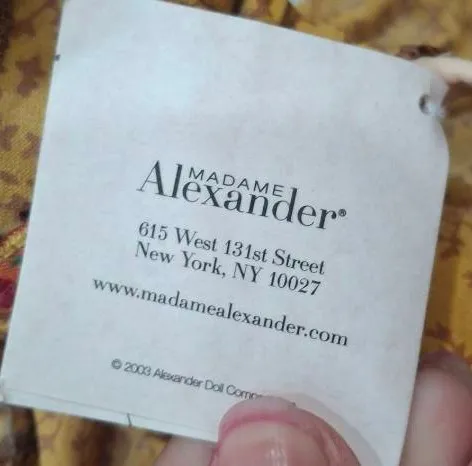 MADAME
Alexander®
615 West 131st Street
New York, NY 10027
www.madamealexander.com
© 2003 Alexander Doll